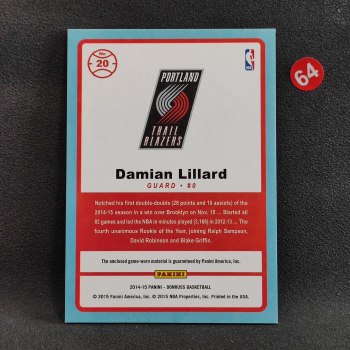 No.
20
NBA
64
PORTLAND
TRAIL BLAZERS
Damian Lillard
GUARD • #0
Notched his first double-double (28 points and 10 assists) of the
2014-15 season in a win over Brooklyn on Nov. 15 ... Started all
82 games and led the NBA in minutes played (3,166) in 2012-13 ... The
fourth unanimous Rookie of the Year, joining Ralph Sampson,
David Robinson and Blake Griffin.
The enclosed game-worn material is guaranteed by Panini America, Inc.
PANINI
2014-15 PANINI - DONRUSS BASKETBALL
© 2015 Panini America, Inc. © 2015 NBA Properties, Inc. Printed in the USA.